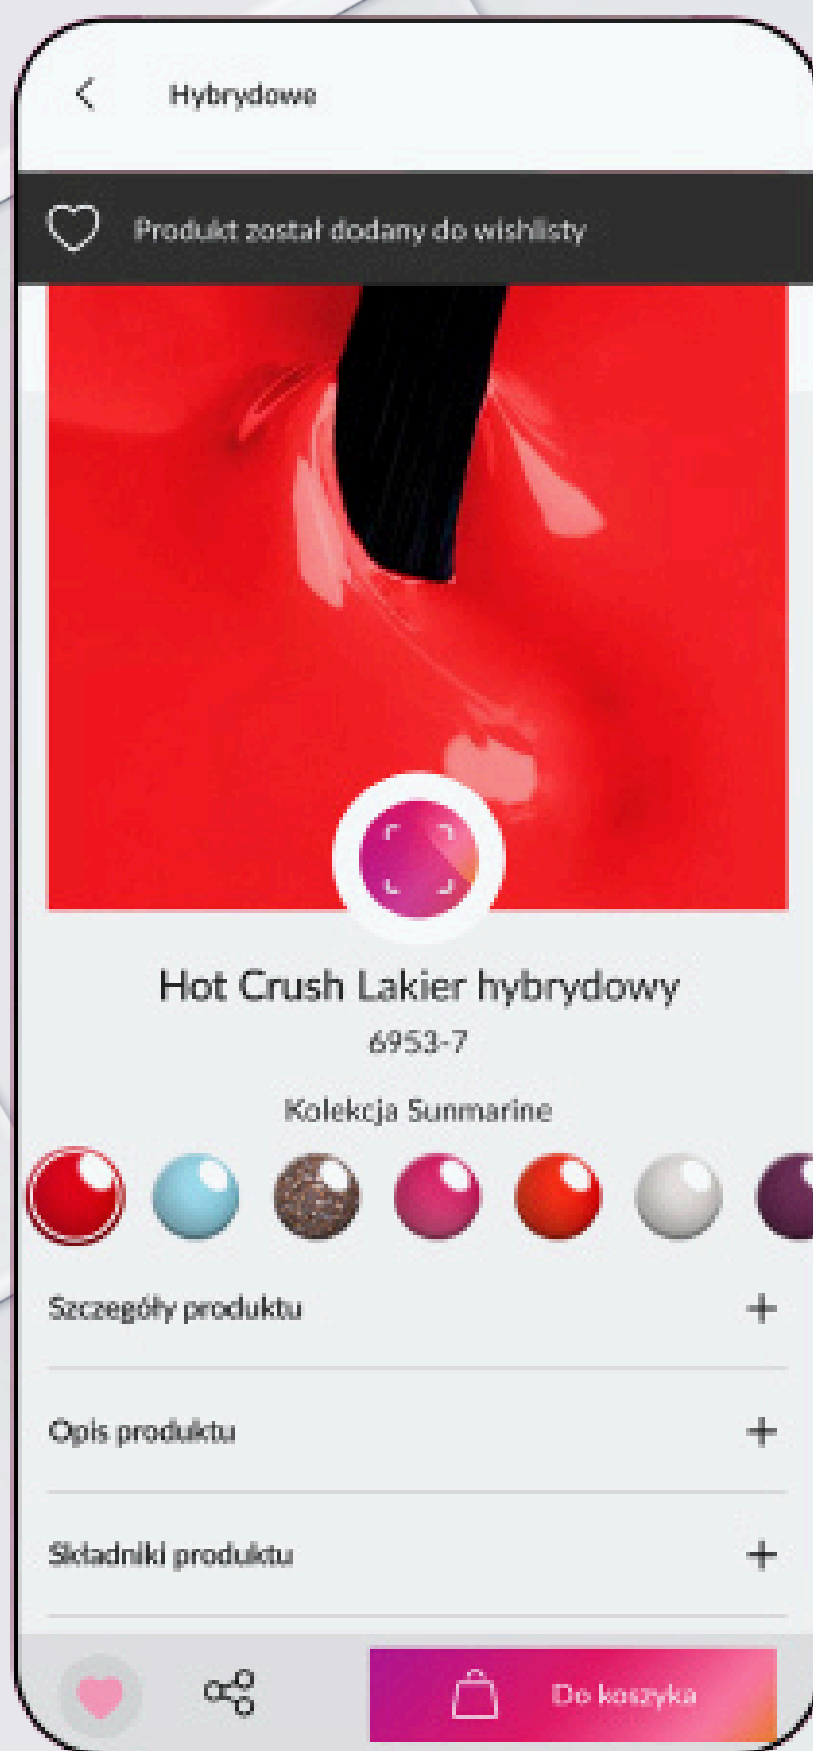 Hybrydowe
Produkt został dodany do wishlisty
Hot Crush Lakier hybrydowy
6953-7
Kolekcja Sunmarine
Szczegóły produktu
Opis produktu
Składniki produktu
Do koszyka